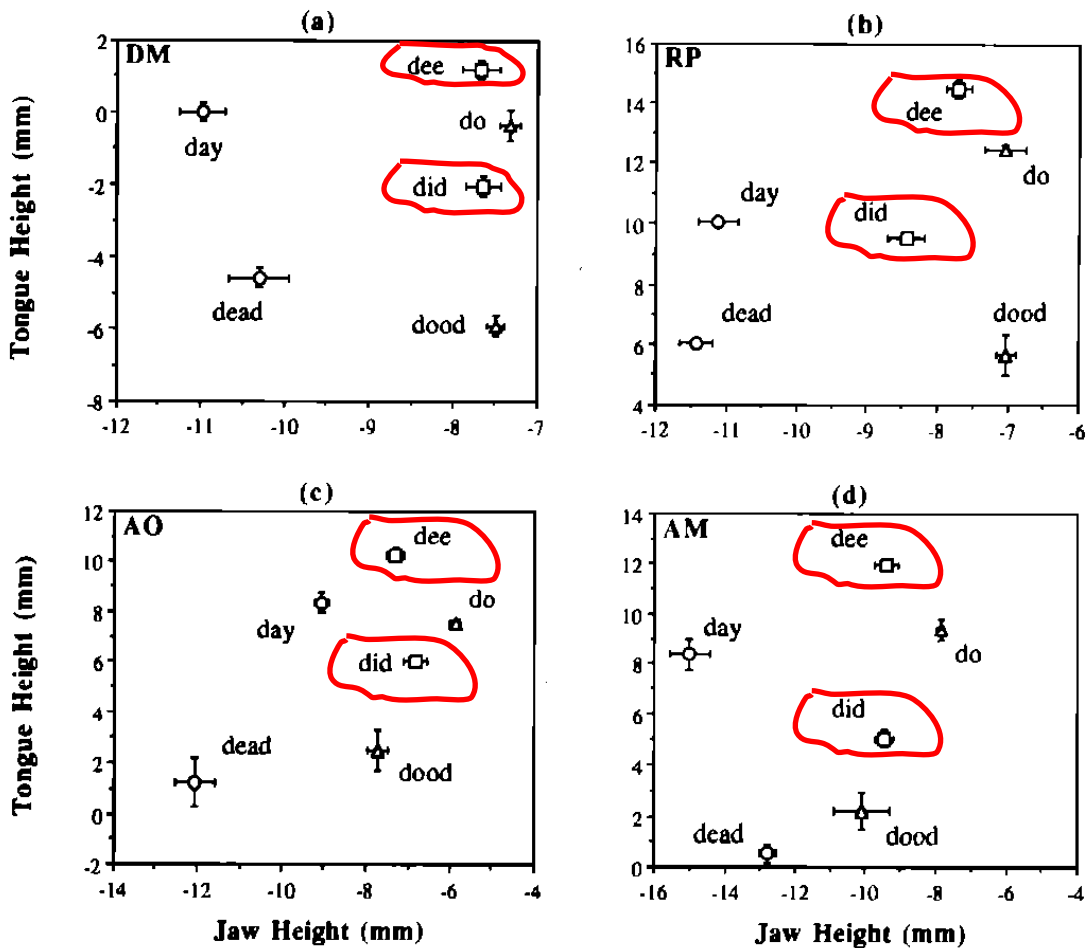 (a)
DM
Tongue Height (mm)
2
0
-2
-4
-6
-8
-12
-11
-10
-9
-8
-7
dee
day
do
did
dead
dood
(b)
RP
16
14
12
10
8
6
4
-12
-11
-10
-9
-8
-7
-6
dee
do
day
did
dead
dood
(c)
AO
Tongue Height (mm)
12
10
8
6
4
2
0
-2
-14
-12
-10
-8
-6
-4
Jaw Height (mm)
dee
do
day
did
dead
dood
(d)
AM
14
12
10
8
6
4
2
0
-16
-14
-12
-10
-8
-6
-4
Jaw Height (mm)
dee
day
do
did
dead
dood